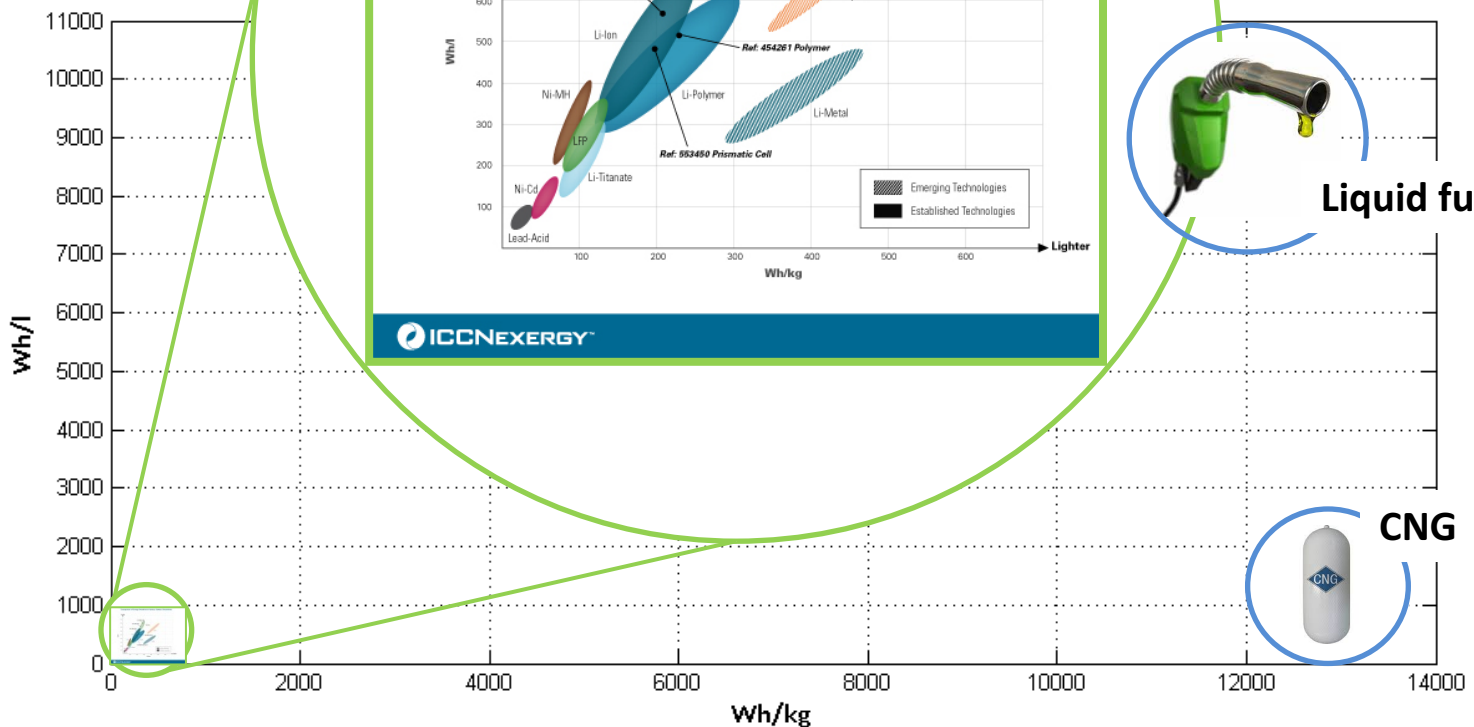 600
500
400
300
200
100
Wh/l
Li-Ion
Ref: 454261 Polymer
Ni-MH
Li-Polymer
Li-Metal
LFP
Ref: 553450 Prismatic Cell
Li-Titanate
Ni-Cd
Lead-Acid
Emerging Technologies
Established Technologies
Lighter
100 200 300 400 500 600
Wh/kg
ICCNEXERGY™
Liquid fu
CNG
CNG
11000
10000
9000
8000
7000
6000
5000
4000
3000
2000
1000
0
Wh/l
0 2000 4000 6000 8000 10000 12000 14000
Wh/kg